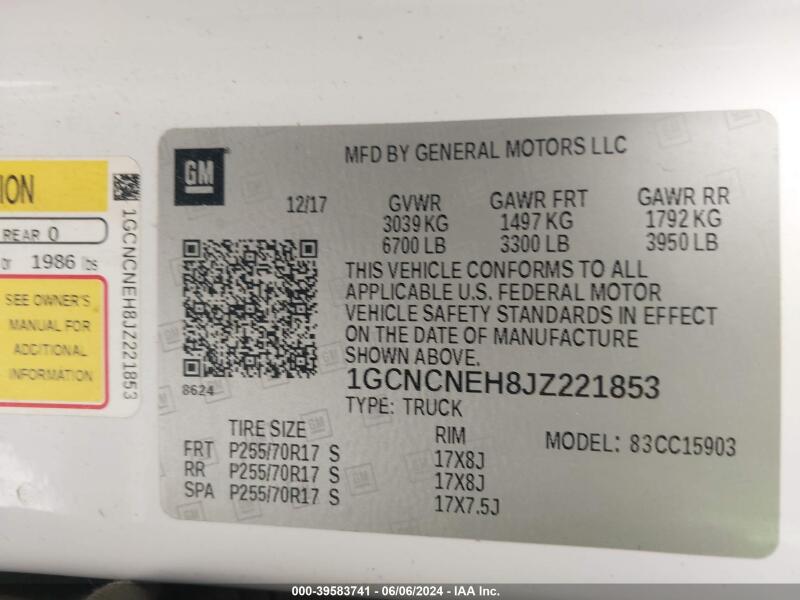 ION
REAR 0
or 1986 lbs
SEE OWNER'S
MANUAL FOR
ADDITIONAL
INFORMATION
1GCNCNEH8JZ221853
GM
MFD BY GENERAL MOTORS LLC
12/17 GVWR GAWR FRT GAWR RR
3039 KG 1497 KG 1792 KG
6700 LB 3300 LB 3950 LB
THIS VEHICLE CONFORMS TO ALL
APPLICABLE U.S. FEDERAL MOTOR
VEHICLE SAFETY STANDARDS IN EFFECT
ON THE DATE OF MANUFACTURE
SHOWN ABOVE.
8624
1GCNCNEH8JZ221853
TYPE: TRUCK
TIRE SIZE RIM MODEL: 83CC15903
FRT P255/70R17 S 17X8J
RR P255/70R17 S 17X8J
SPA P255/70R17 S 17X7.5J
000-39583741 - 06/06/2024 - IAA Inc.